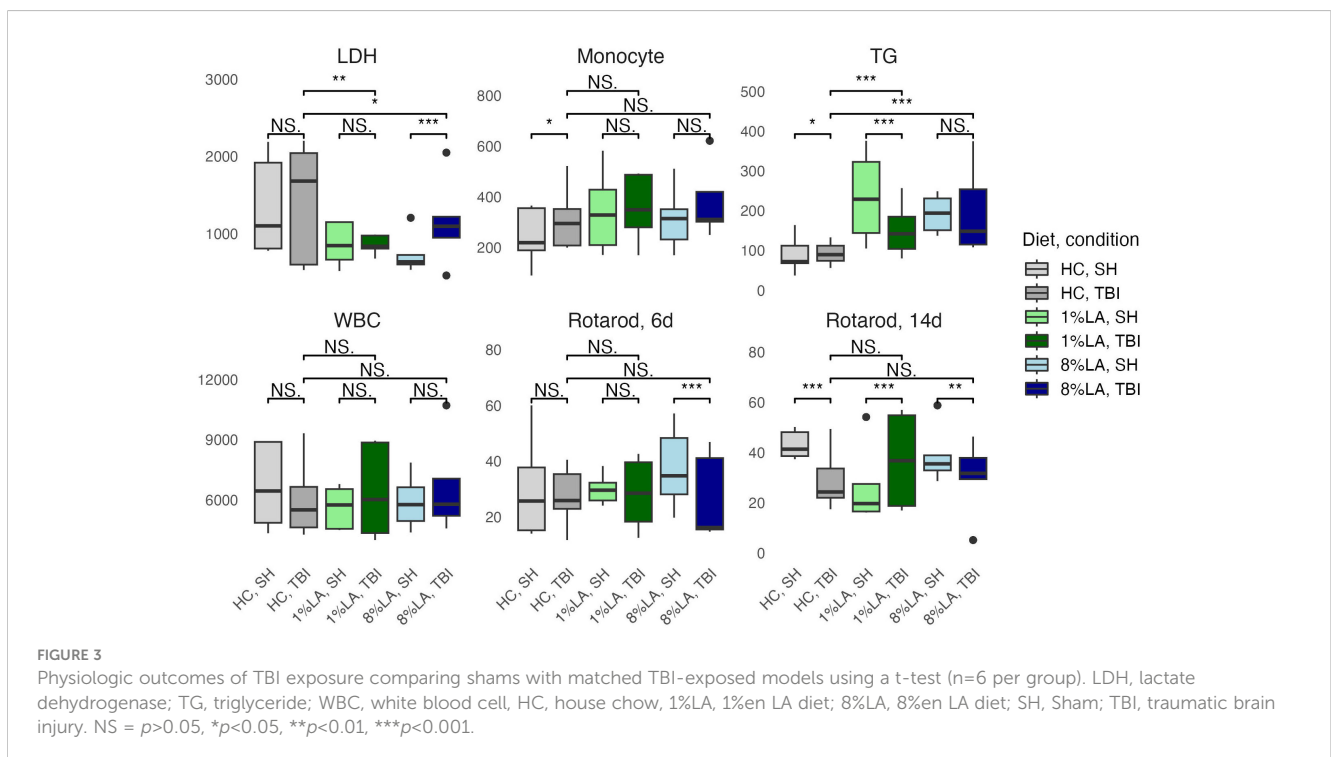 LDH
Monocyte
TG
3000
2000
1000
**
*
NS.
NS.
***
800
600
400
200
NS.
NS.
*
NS.
NS.
500
400
300
200
100
0
***
***
*
***
NS.
WBC
Rotarod, 6d
Rotarod, 14d
12000
9000
6000
NS.
NS.
NS.
NS.
NS.
80
60
40
20
NS.
NS.
NS.
NS.
***
80
60
40
20
0
NS.
NS.
***
***
**
HC, SH
HC, TBI
1%LA, SH
1%LA, TBI
8%LA, SH
8%LA, TBI
HC, SH
HC, TBI
1%LA, SH
1%LA, TBI
8%LA, SH
8%LA, TBI
HC, SH
HC, TBI
1%LA, SH
1%LA, TBI
8%LA, SH
8%LA, TBI
Diet, condition
HC, SH
HC, TBI
1%LA, SH
1%LA, TBI
8%LA, SH
8%LA, TBI
FIGURE 3
Physiologic outcomes of TBI exposure comparing shams with matched TBI-exposed models using a t-test (n=6 per group). LDH, lactate
dehydrogenase; TG, triglyceride; WBC, white blood cell, HC, house chow, 1%LA, 1%en LA diet; 8%LA, 8%en LA diet; SH, Sham; TBI, traumatic brain
injury. NS = p>0.05, *p<0.05, **p<0.01, ***p<0.001.